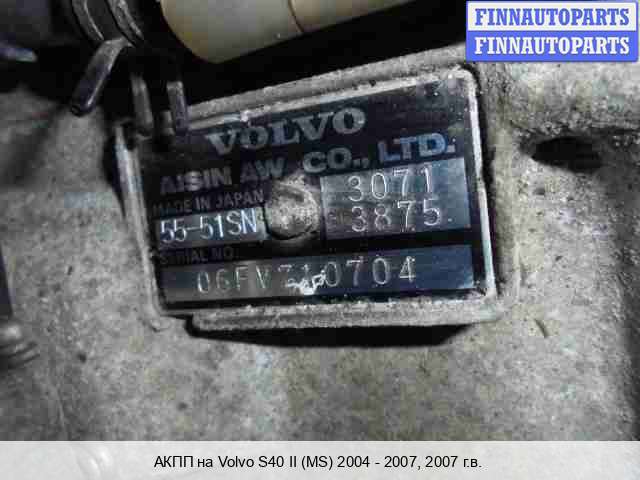 FINNAUTOPARTS
FINNAUTOPARTS
VOLVO
AISIN AW CO., LTD.
MADE IN JAPAN
3071
55-51SN
3875
SERIAL NO.
АКПП на Volvo S40 II (MS) 2004 - 2007, 2007 г.в.